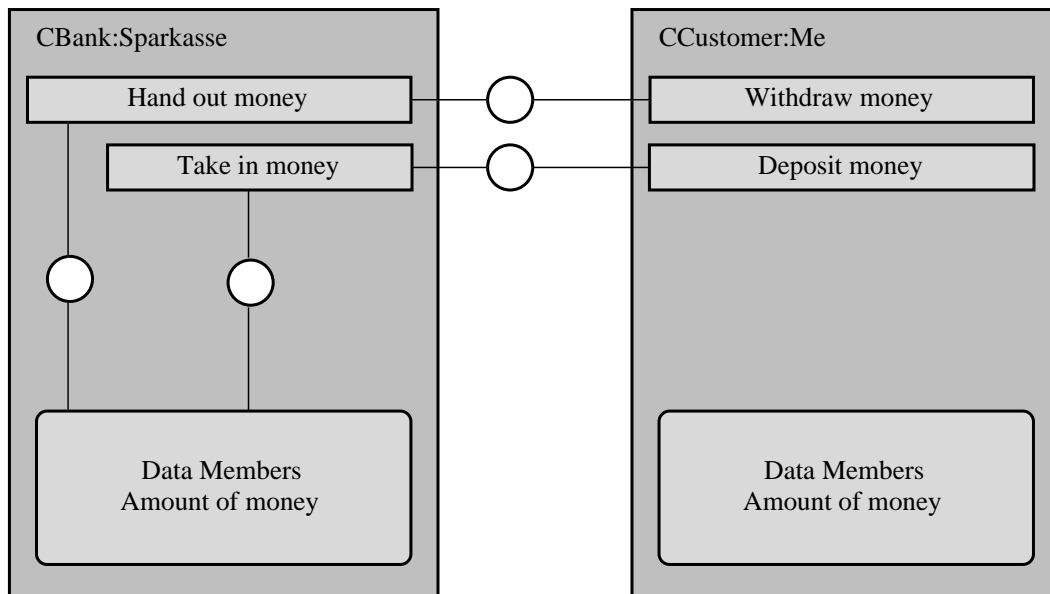 CBank:Sparkasse
Hand out money
Take in money
Data Members
Amount of money
CCustomer:Me
Withdraw money
Deposit money
Data Members
Amount of money